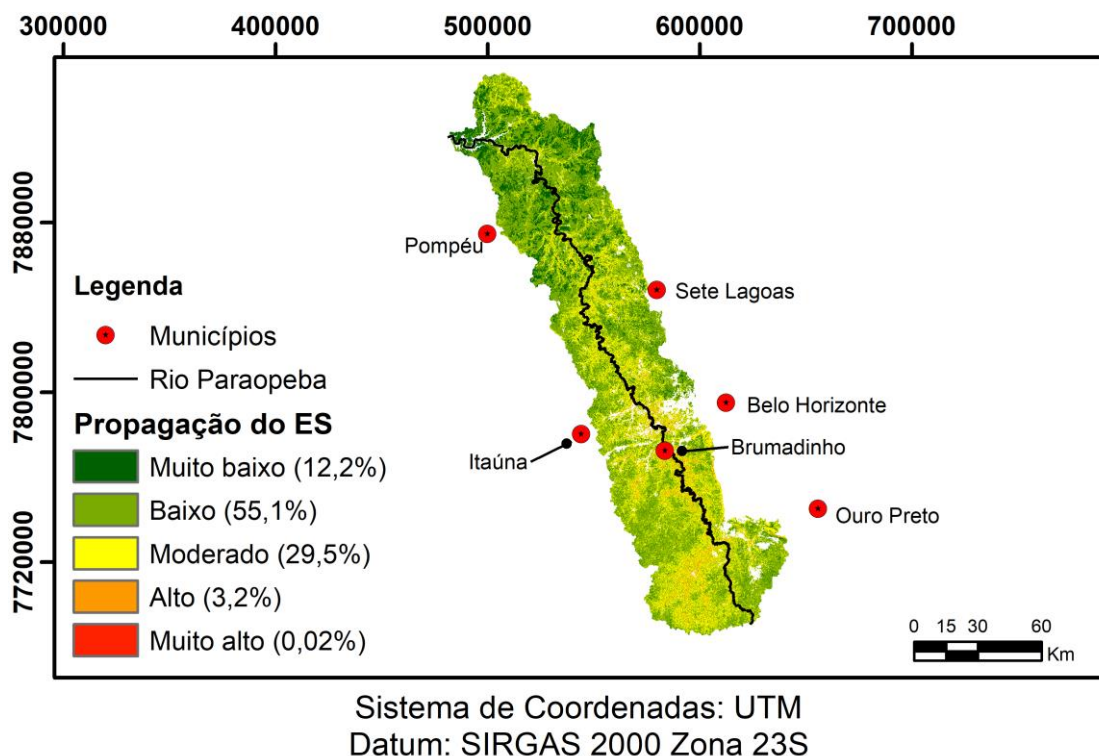 300000 400000 500000 600000 700000
7880000
7800000
7720000
Pompéu
Sete Lagoas
Belo Horizonte
Itaúna
Brumadinho
Ouro Preto
Legenda
Municípios
Rio Paraopeba
Propagação do ES
Muito baixo (12,2%)
Baixo (55,1%)
Moderado (29,5%)
Alto (3,2%)
Muito alto (0,02%)
0 15 30 60
Km
Sistema de Coordenadas: UTM
Datum: SIRGAS 2000 Zona 23S